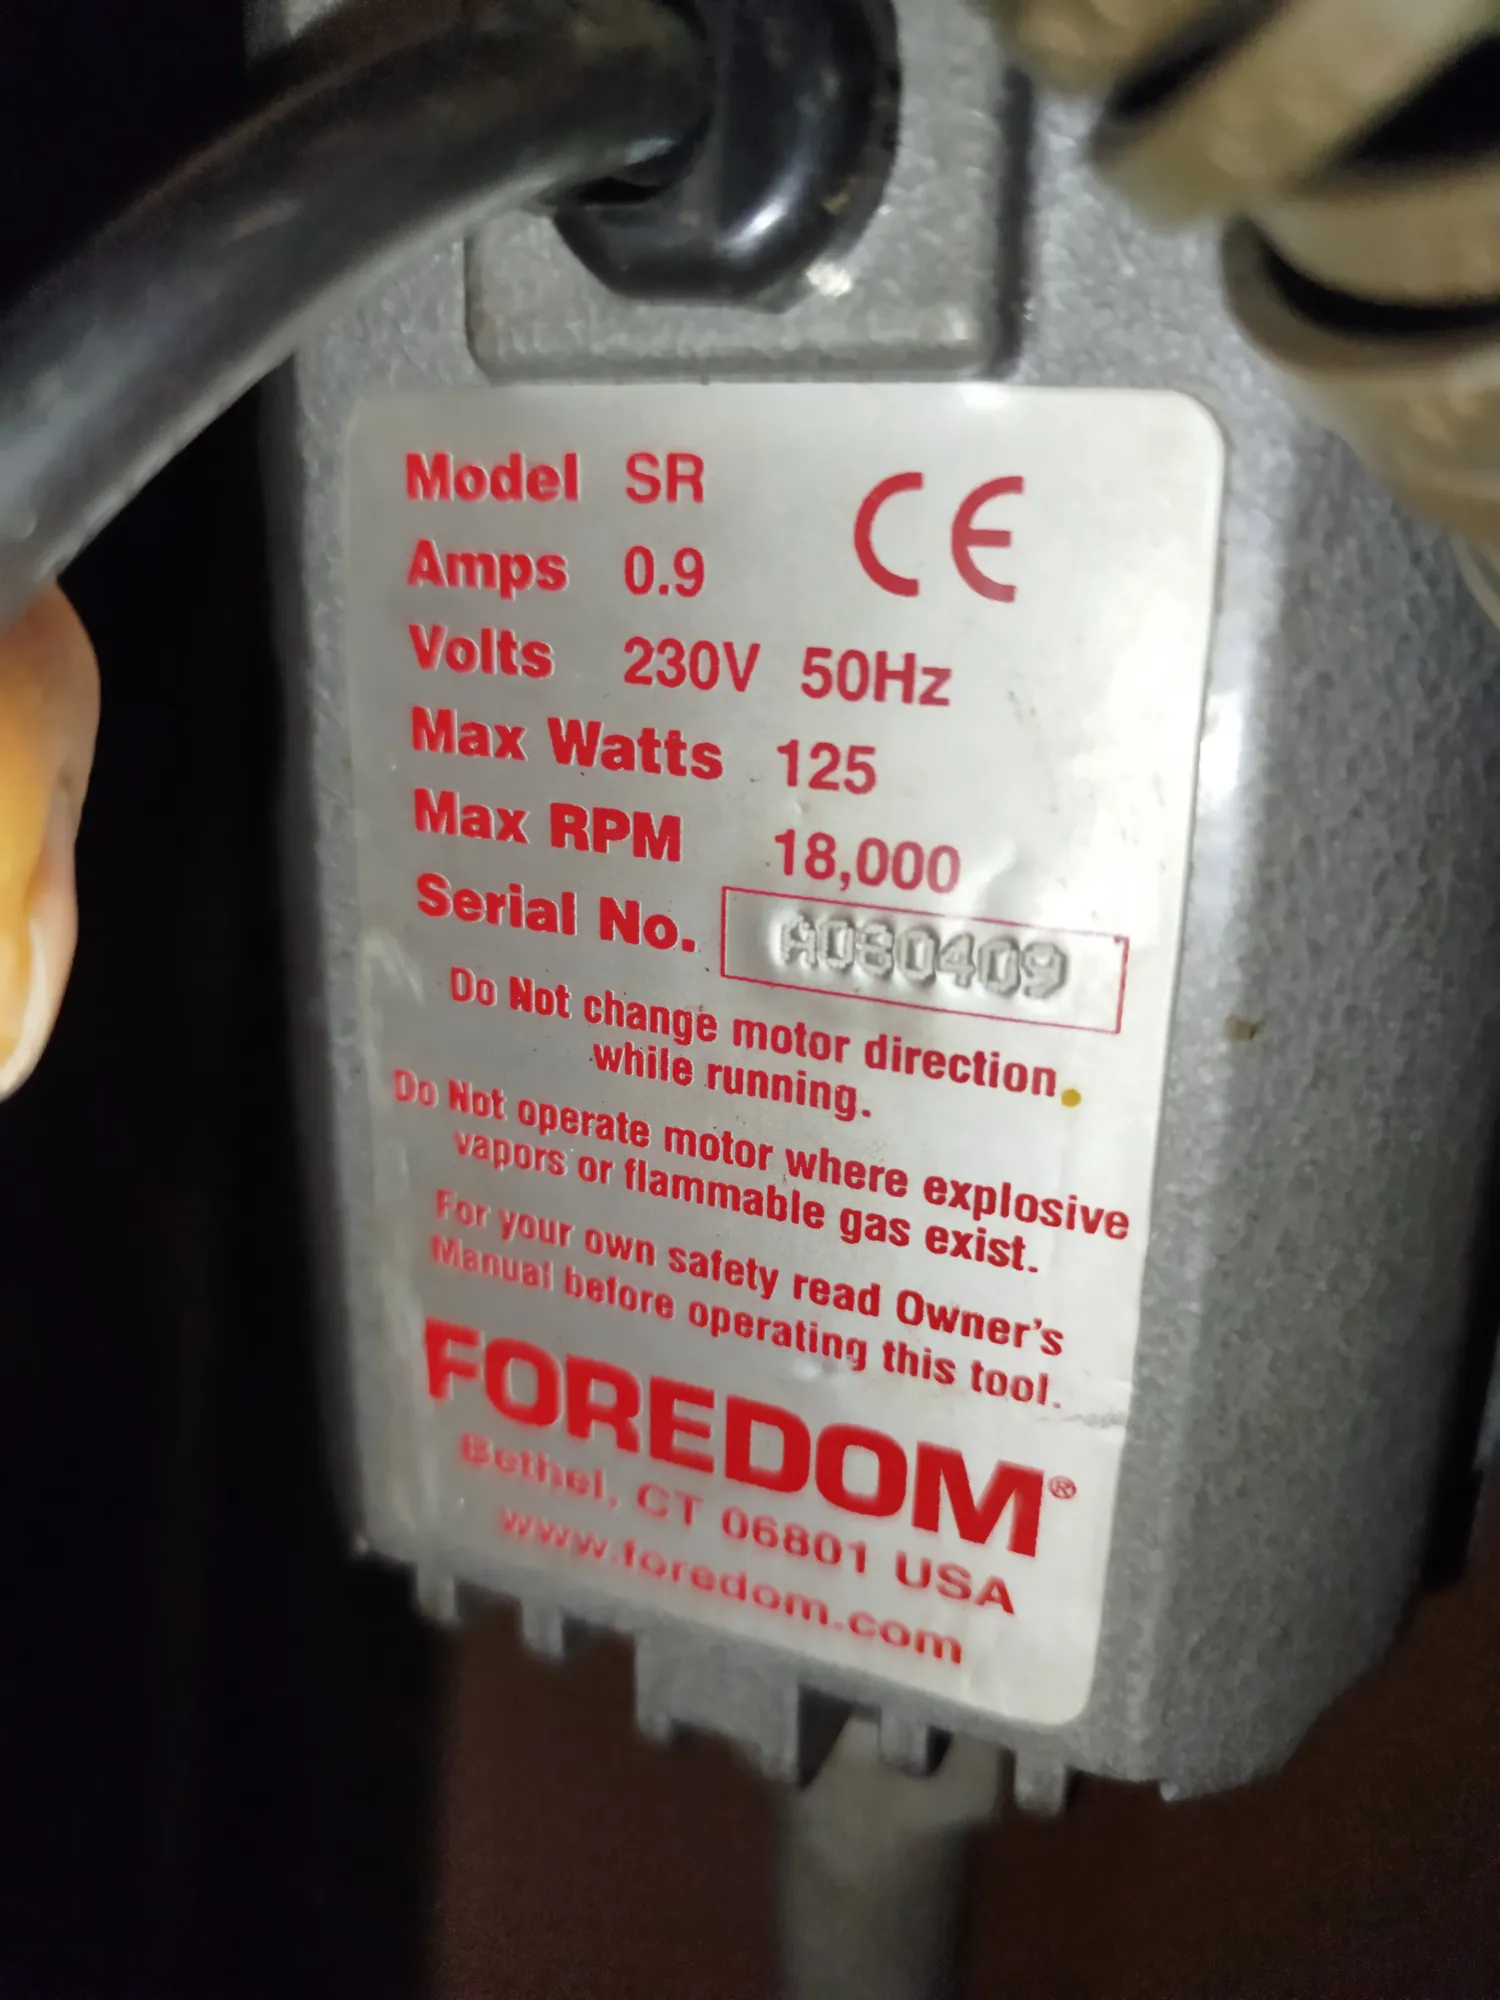 Model SR
CE
Amps 0.9
Volts 230V 50Hz
Max Watts 125
Max RPM 18,000
Serial No. A080409
Do Not change motor direction.
while running.
Do Not operate motor where explosive
vapors or flammable gas exist.
For your own safety read Owner's
Manual before operating this tool.
FOREDOM®
Bethel, CT 06801 USA
www.foredom.com